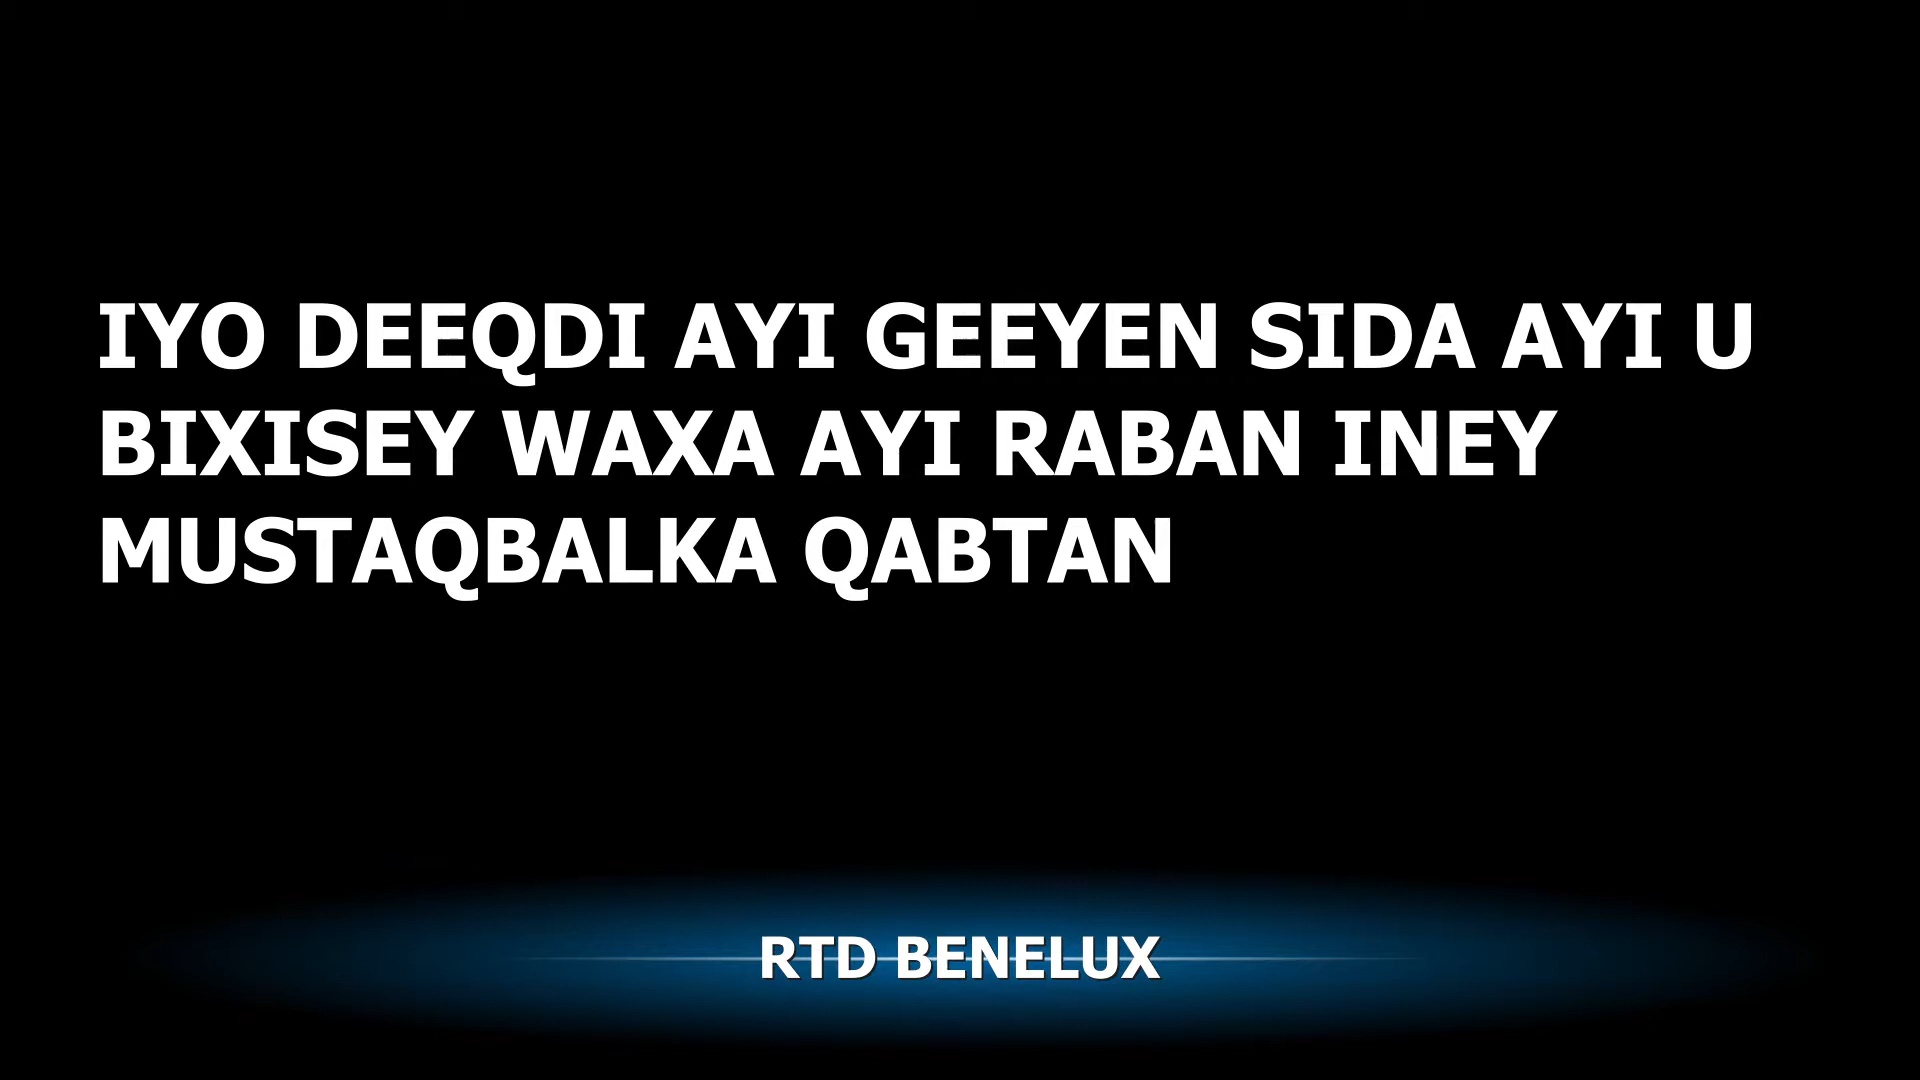 IYO DEEQDI AYI GEEYEN SIDA AYI U
BIXISEY WAXA AYI RABAN INEY
MUSTAQBALKA QABTAN
RTD BENELUX